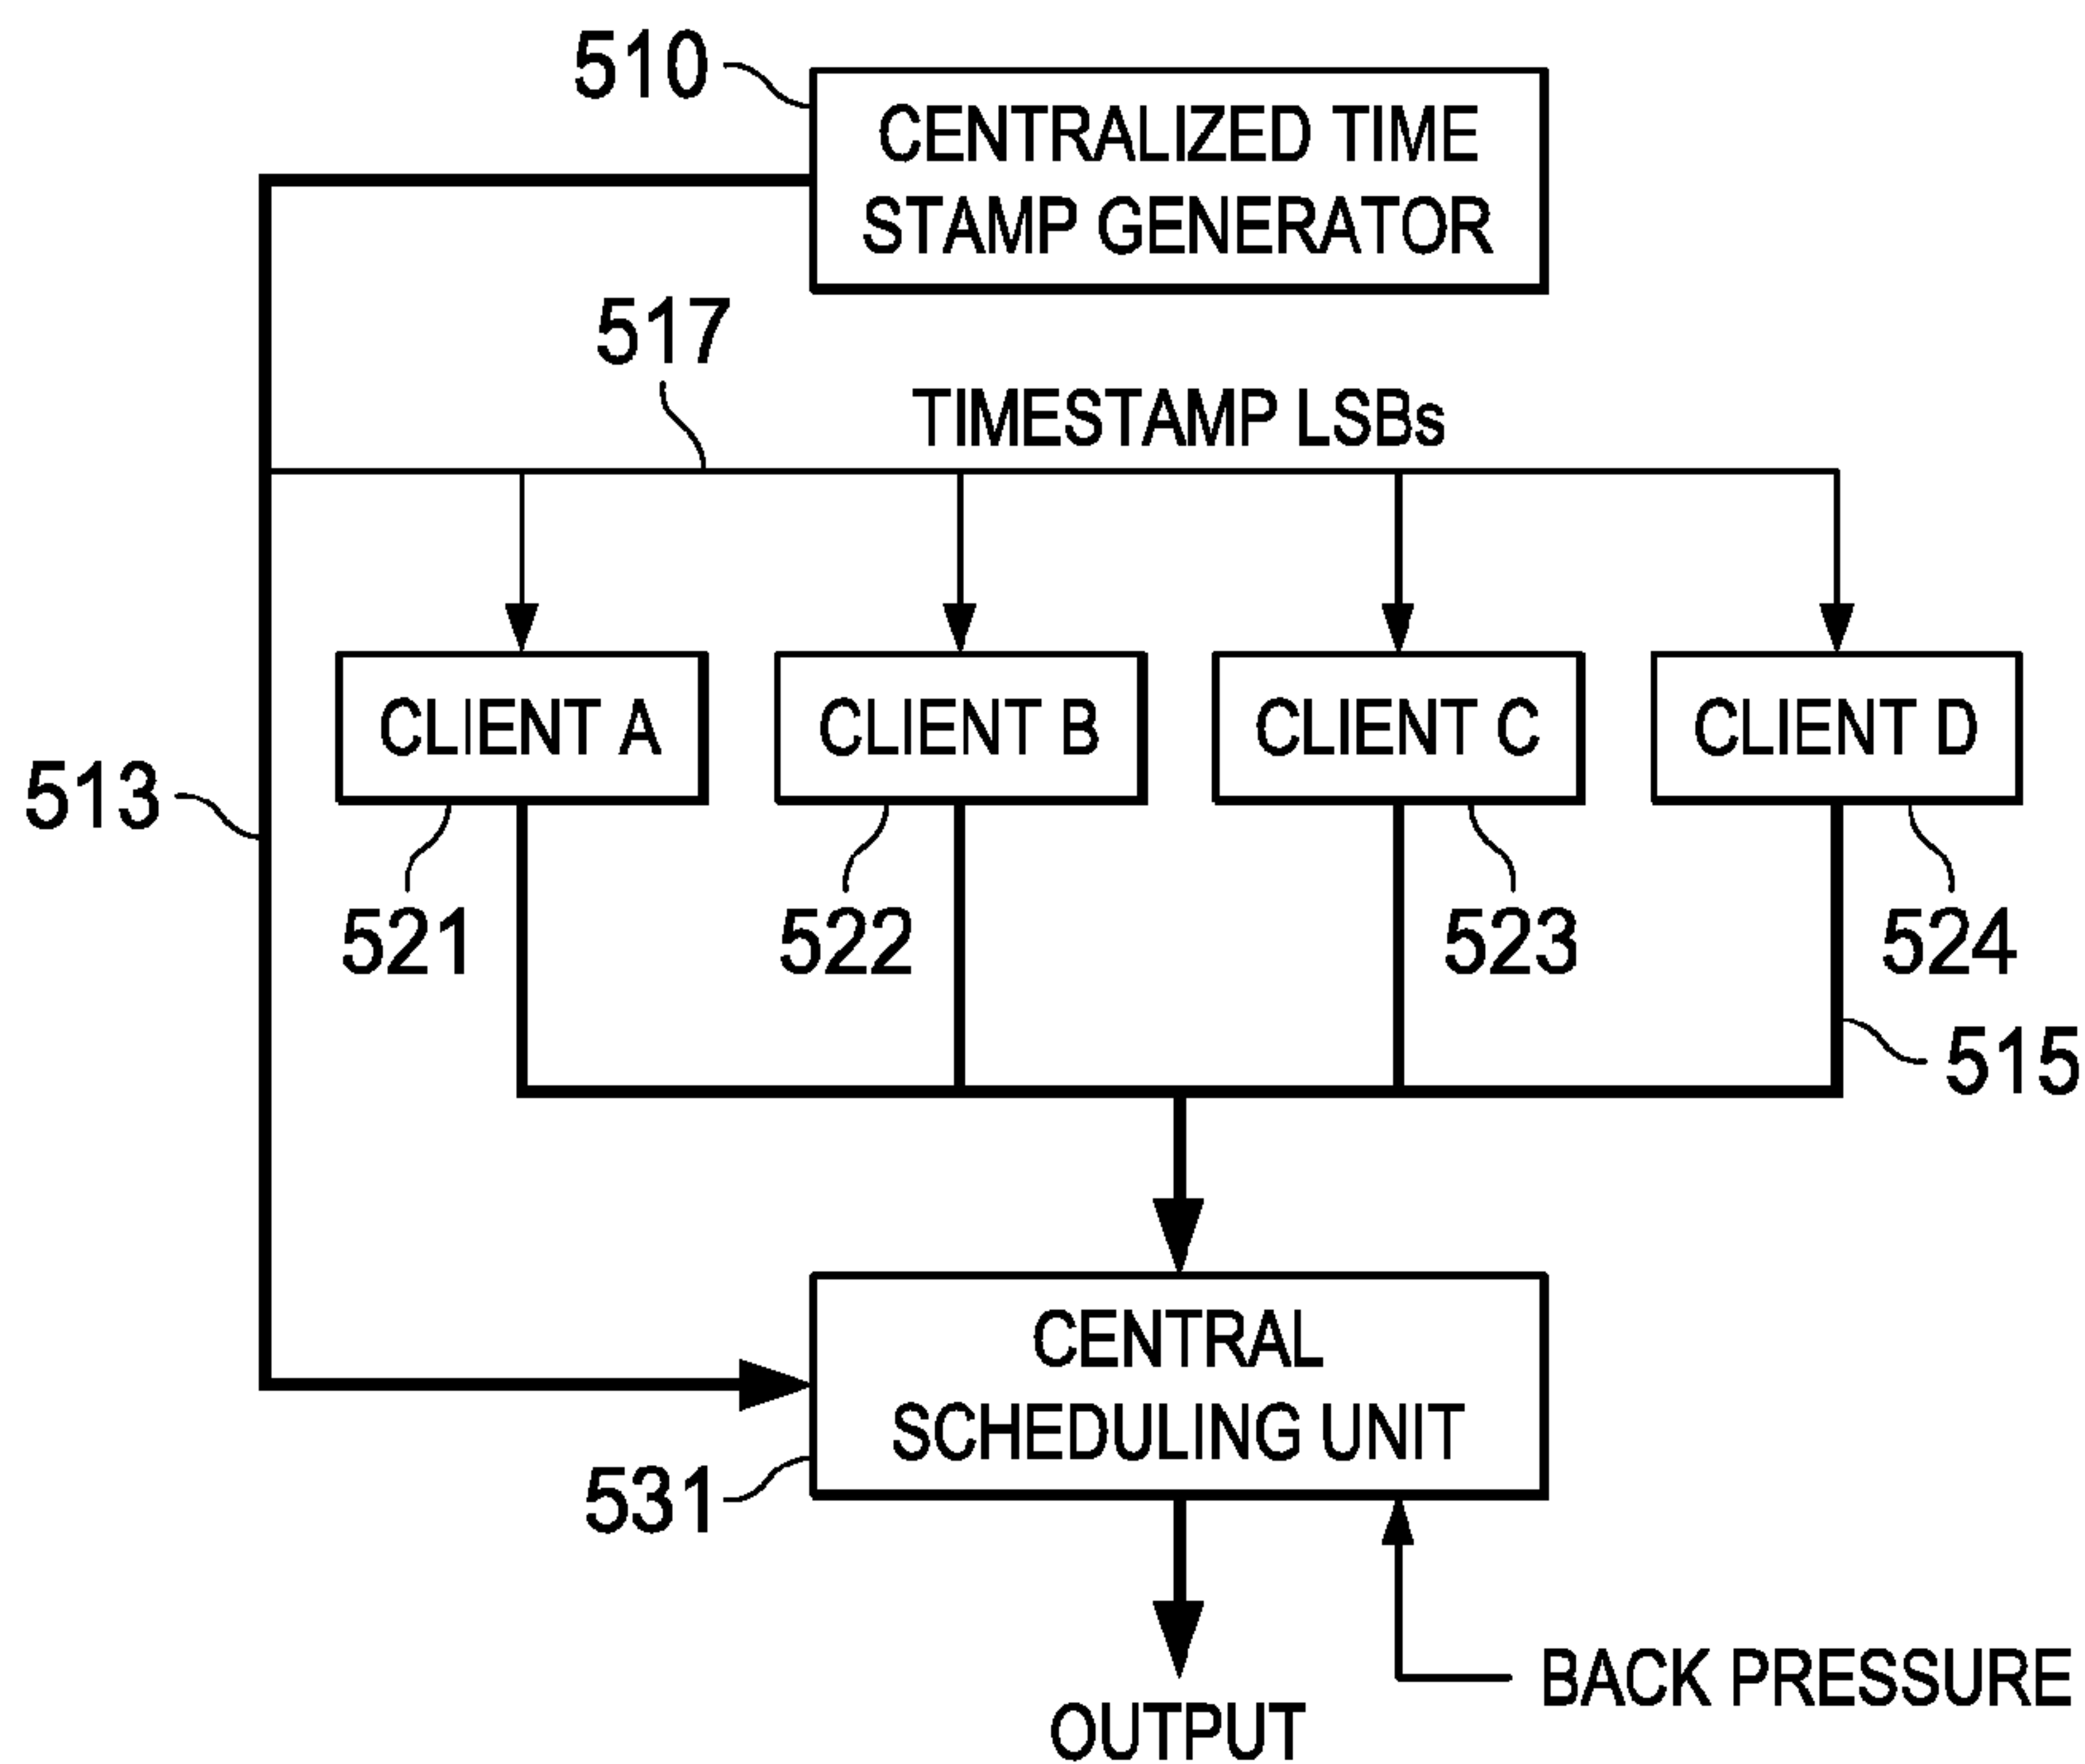 510
CENTRALIZED TIME
STAMP GENERATOR
517
TIMESTAMP LSBs
CLIENT A
CLIENT B
CLIENT C
CLIENT D
513
521
522
523
524
515
CENTRAL
SCHEDULING UNIT
531
BACK PRESSURE
OUTPUT